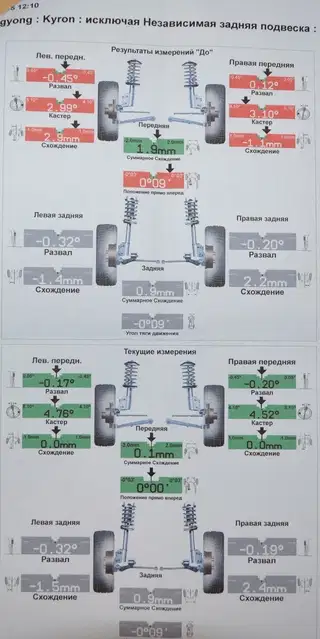 12:10
gyong : Kyron : исключая Независимая задняя подвеска :
Результаты измерений "До"
Лев. передн.
Правая передняя
-0.45°
0.12°
Развал
Развал
2.99°
3.10°
Кастер
Передняя
Кастер
2.9mm
1.9mm
-1.1mm
Схождение
Суммарное Схождение
Схождение
0°09'
Положение прямо вперед
Левая задняя
Правая задняя
-0.32°
-0.20°
Развал
Развал
2.2mm
Схождение
Задняя
Схождение
0.9mm
Суммарное Схождение
-0°09'
Угол тяги движения
Текущие измерения
Лев. передн.
Правая передняя
-0.17°
-0.20°
Развал
Развал
4.76°
4.52°
Кастер
Передняя
Кастер
0.0mm
0.1mm
0.0mm
Схождение
Суммарное Схождение
Схождение
0°00'
Положение прямо вперед
Левая задняя
Правая задняя
-0.32°
-0.19°
Развал
Развал
-1.5mm
2.4mm
Схождение
Задняя
Схождение
0.9mm
Суммарное Схождение
-0°09'